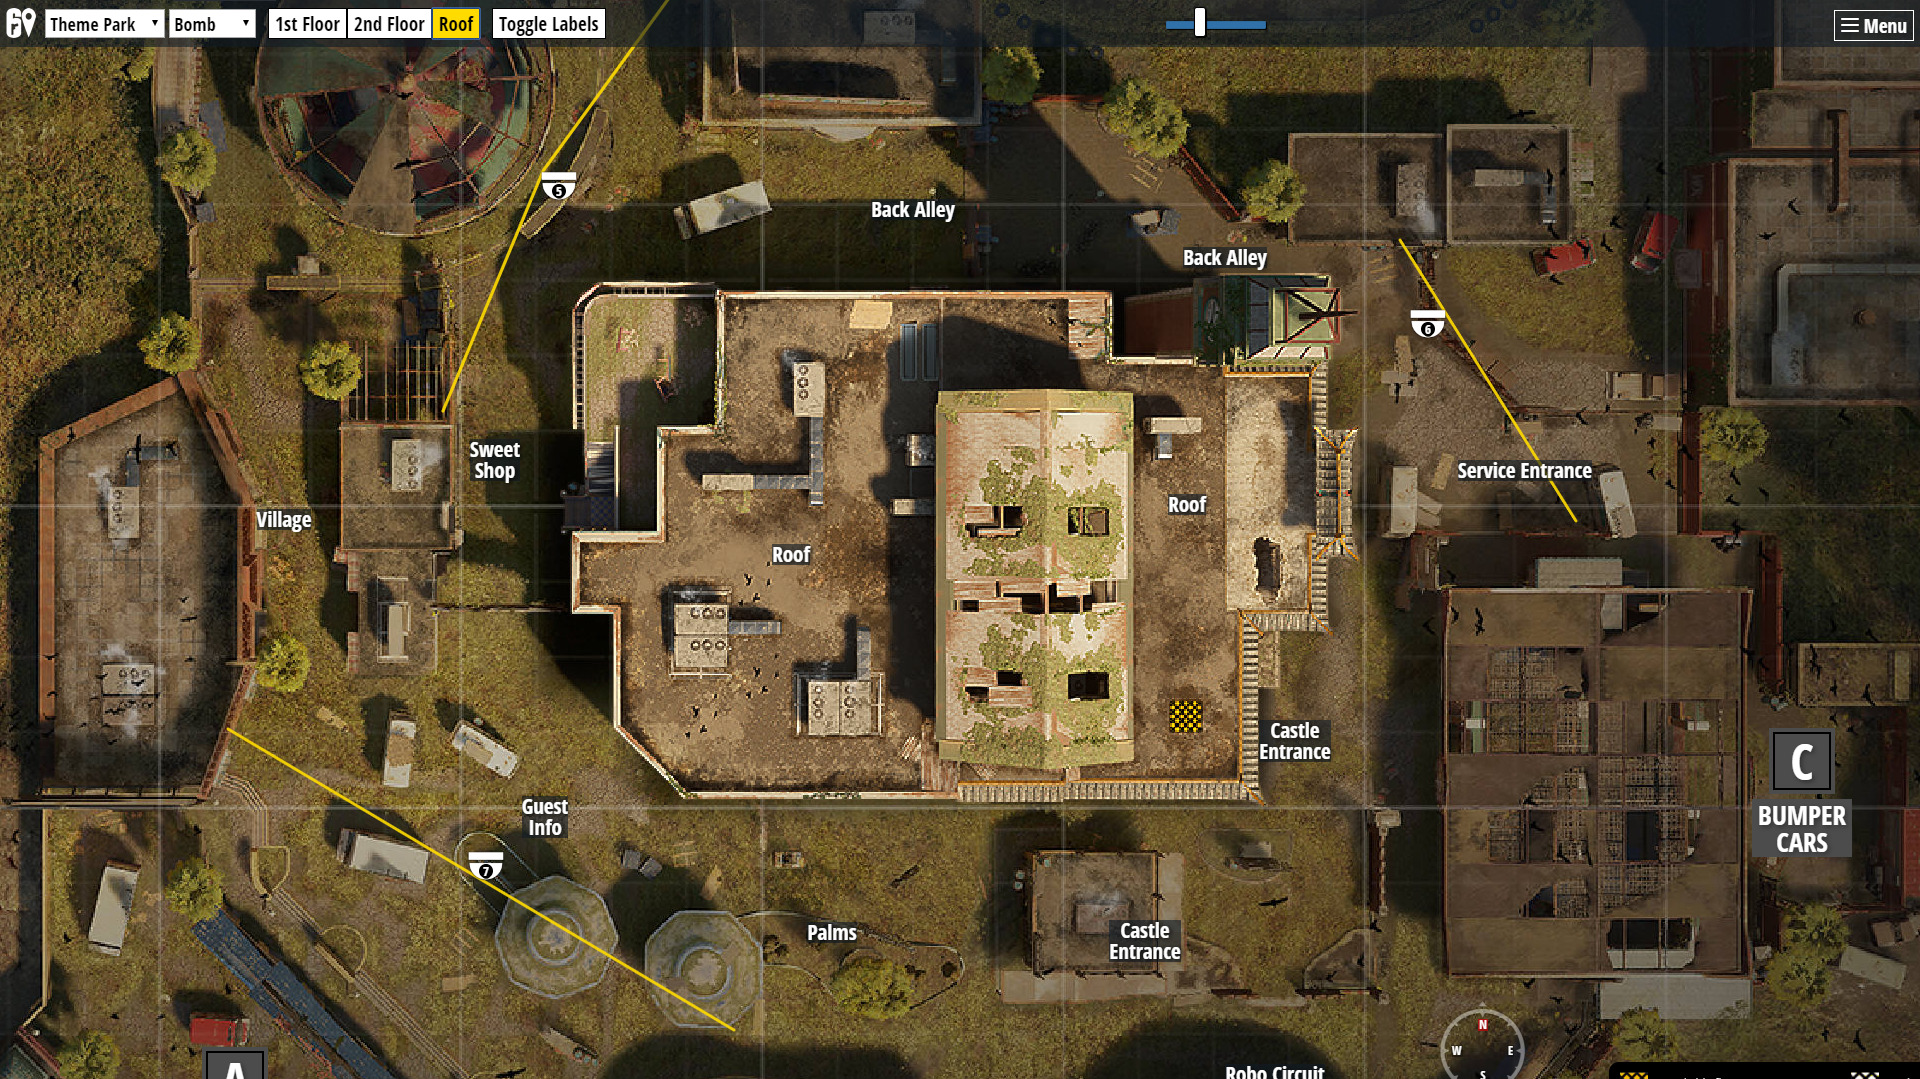 Theme Park
Bomb
1st Floor
2nd Floor
Roof
Toggle Labels
Menu
5
Back Alley
Back Alley
6
Sweet
Shop
Service Entrance
Village
Roof
Roof
Castle
Entrance
C
BUMPER
CARS
Guest
Info
7
Palms
Castle
Entrance
N
W
E
S
A
Robo Circuit